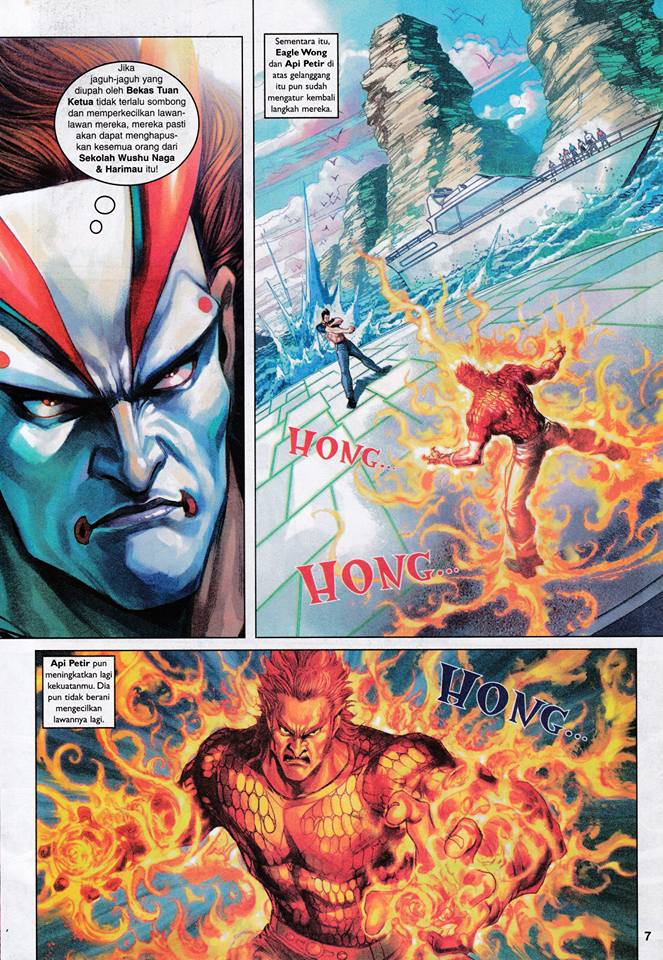 Jika
jaguh-jaguh yang
diupah oleh Bekas Tuan
Ketua tidak terlalu sombong
dan memperkecilkan lawan-
lawan mereka, mereka pasti
akan dapat menghapus-
kan kesemua orang dari
Sekolah Wushu Naga
& Harimau itu!
Sementara itu,
Eagle Wong
dan Api Petir di
atas gelanggang
itu pun sudah
mengatur kembali
langkah mereka.
HONG...
HONG...
Api Petir pun
meningkatkan lagi
kekuatanmu. Dia
pun tidak berani
mengecilkan
lawannya lagi.
HONG...
7